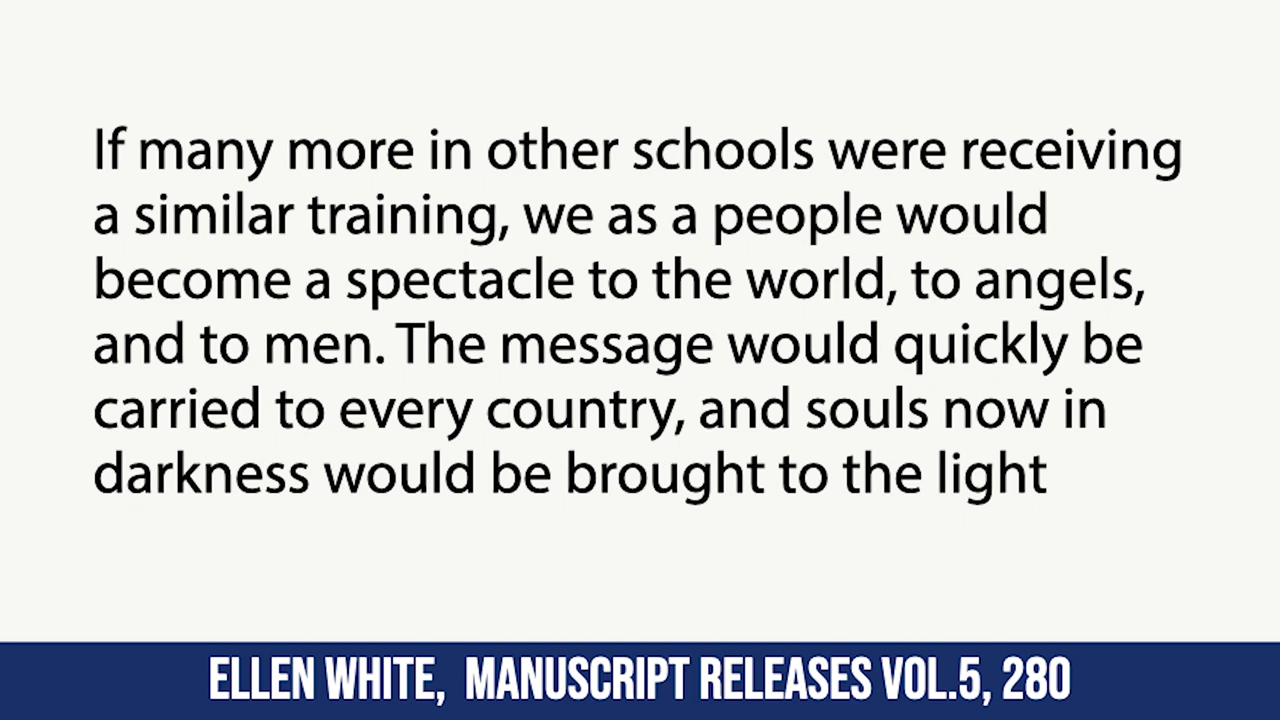 If many more in other schools were receiving
a similar training, we as a people would
become a spectacle to the world, to angels,
and to men. The message would quickly be
carried to every country, and souls now in
darkness would be brought to the light
ELLEN WHITE,  MANUSCRIPT RELEASES VOL.5, 280